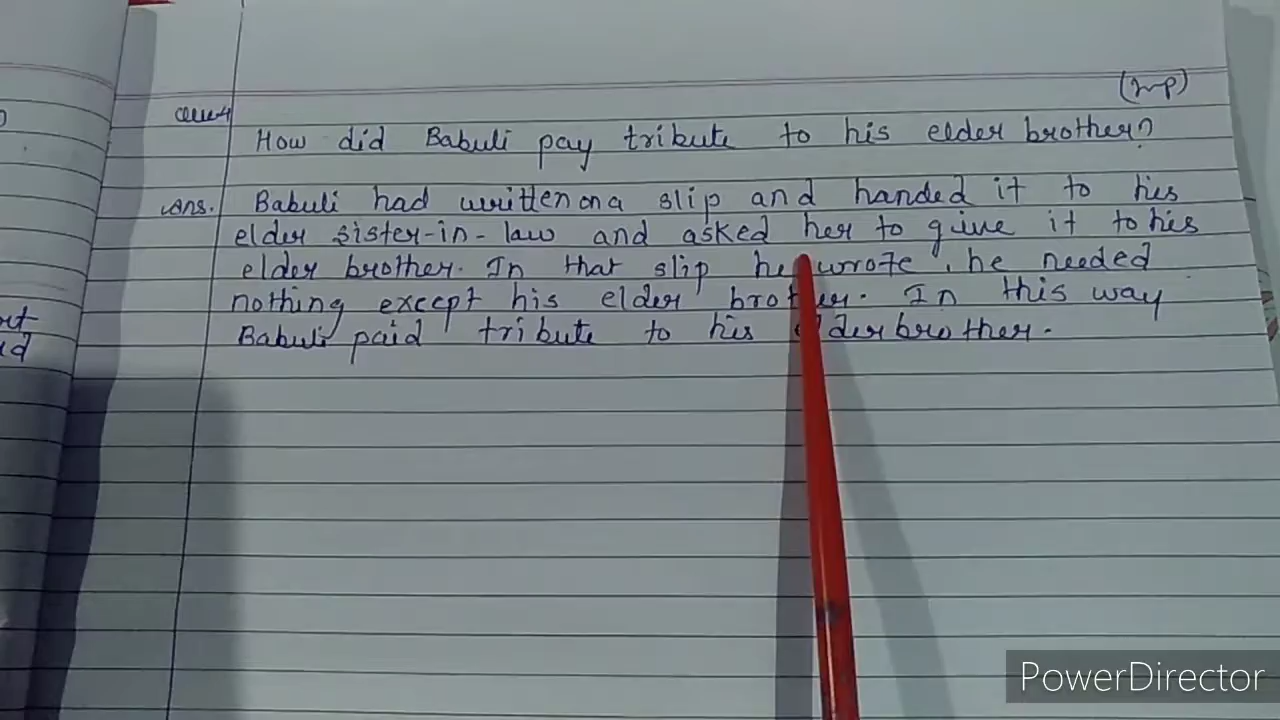 (Imp)
Ques
How did Babuli pay tribute to his elder brother?
Ans. Babuli had written on a slip and handed it to his
elder sister-in-law and asked her to give it to his
elder brother. In that slip he wrote, he needed
nothing except his elder brother. In this way
Babuli paid tribute to his elder brother.
PowerDirector